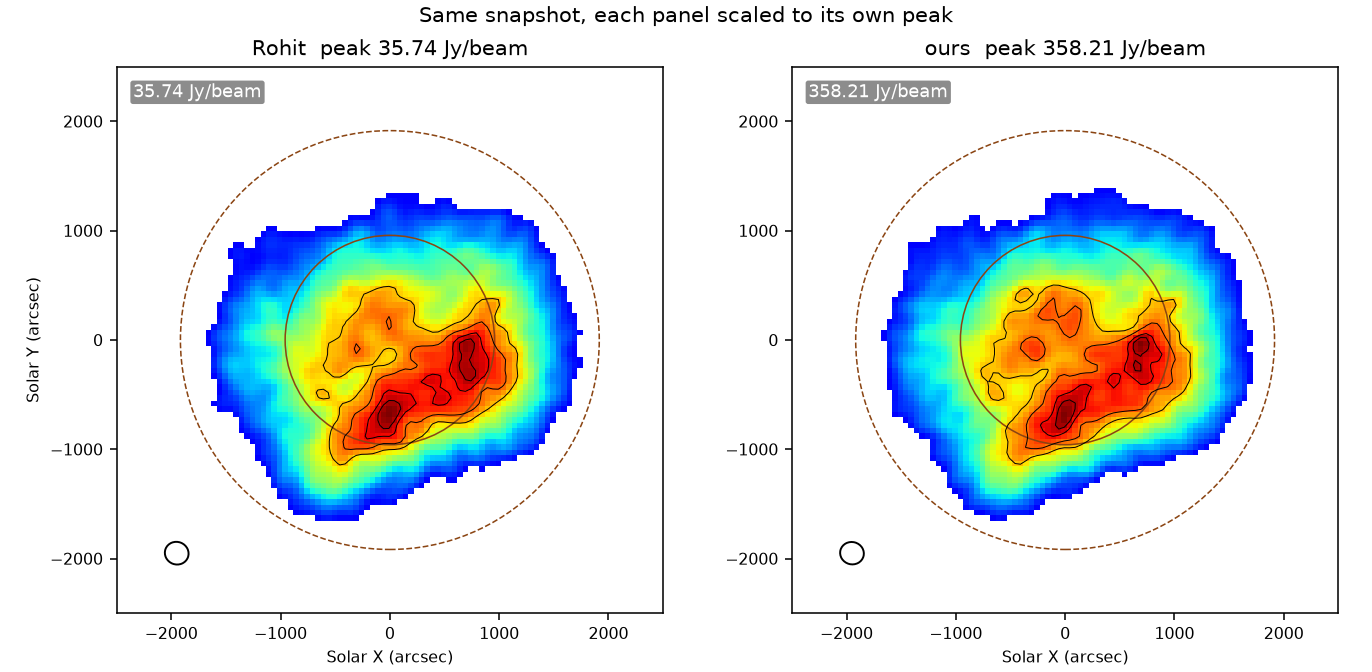 Same snapshot, each panel scaled to its own peak
Rohit  peak 35.74 Jy/beam
35.74 Jy/beam
Solar Y (arcsec)
2000
1000
0
−1000
−2000
−2000
−1000
0
1000
2000
Solar X (arcsec)
ours  peak 358.21 Jy/beam
358.21 Jy/beam
2000
1000
0
−1000
−2000
−2000
−1000
0
1000
2000
Solar X (arcsec)